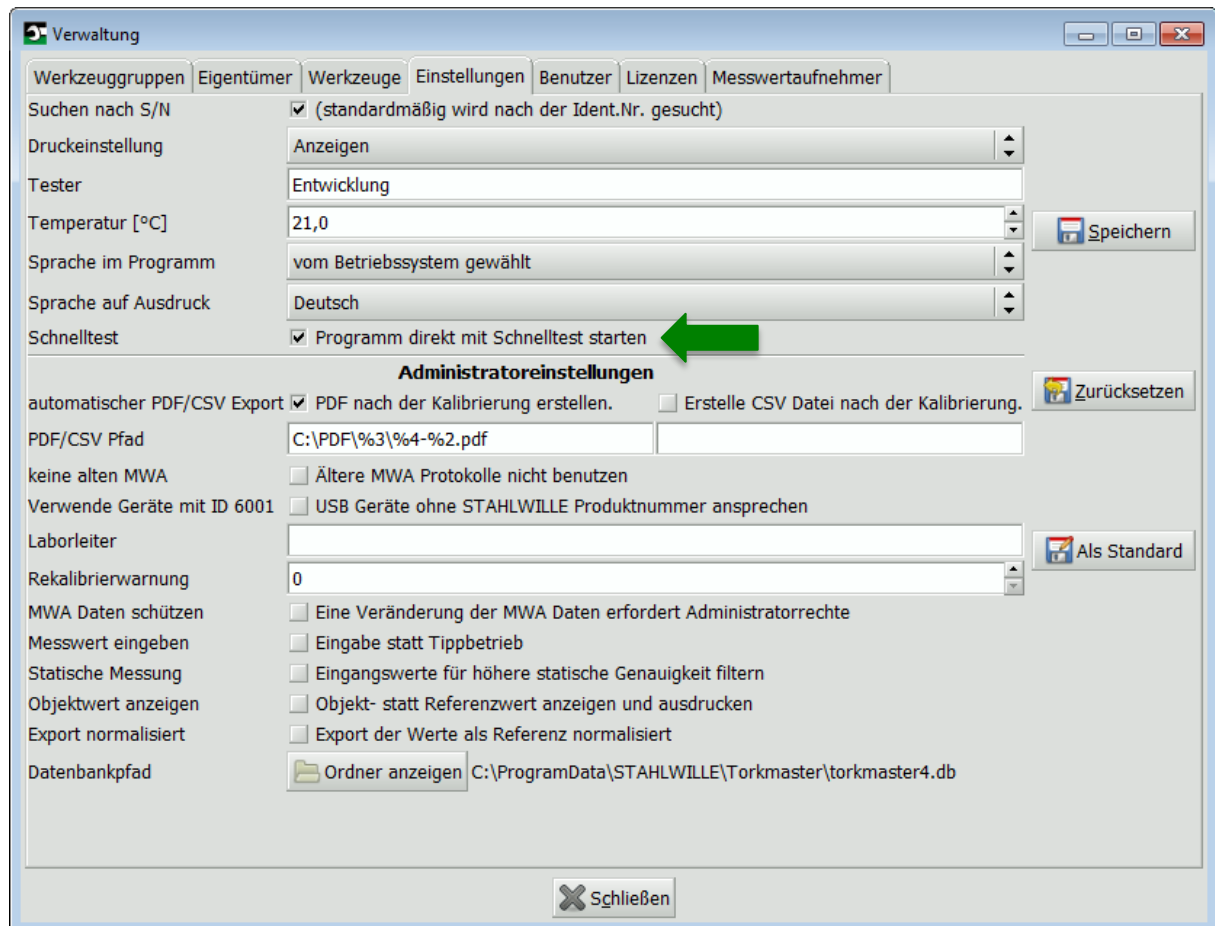 Verwaltung
Werkzeuggruppen Eigentümer Werkzeuge Einstellungen Benutzer Lizenzen Messwertaufnehmer
Suchen nach S/N (standardmäßig wird nach der Ident.Nr. gesucht)
Druckeinstellung Anzeigen
Tester Entwicklung
Temperatur [°C] 21,0
Speichern
Sprache im Programm vom Betriebssystem gewählt
Sprache auf Ausdruck Deutsch
Schnelltest Programm direkt mit Schnelltest starten
Administratoreinstellungen
Zurücksetzen
automatischer PDF/CSV Export PDF nach der Kalibrierung erstellen. Erstelle CSV Datei nach der Kalibrierung.
PDF/CSV Pfad C:\PDF\%3\%4-%2.pdf
keine alten MWA Ältere MWA Protokolle nicht benutzen
Verwende Geräte mit ID 6001 USB Geräte ohne STAHLWILLE Produktnummer ansprechen
Laborleiter
Als Standard
Rekalibrierwarnung 0
MWA Daten schützen Eine Veränderung der MWA Daten erfordert Administratorrechte
Messwert eingeben Eingabe statt Tippbetrieb
Statische Messung Eingangswerte für höhere statische Genauigkeit filtern
Objektwert anzeigen Objekt- statt Referenzwert anzeigen und ausdrucken
Export normalisiert Export der Werte als Referenz normalisiert
Datenbankpfad Ordner anzeigen C:\ProgramData\STAHLWILLE\Torkmaster\torkmaster4.db
Schließen